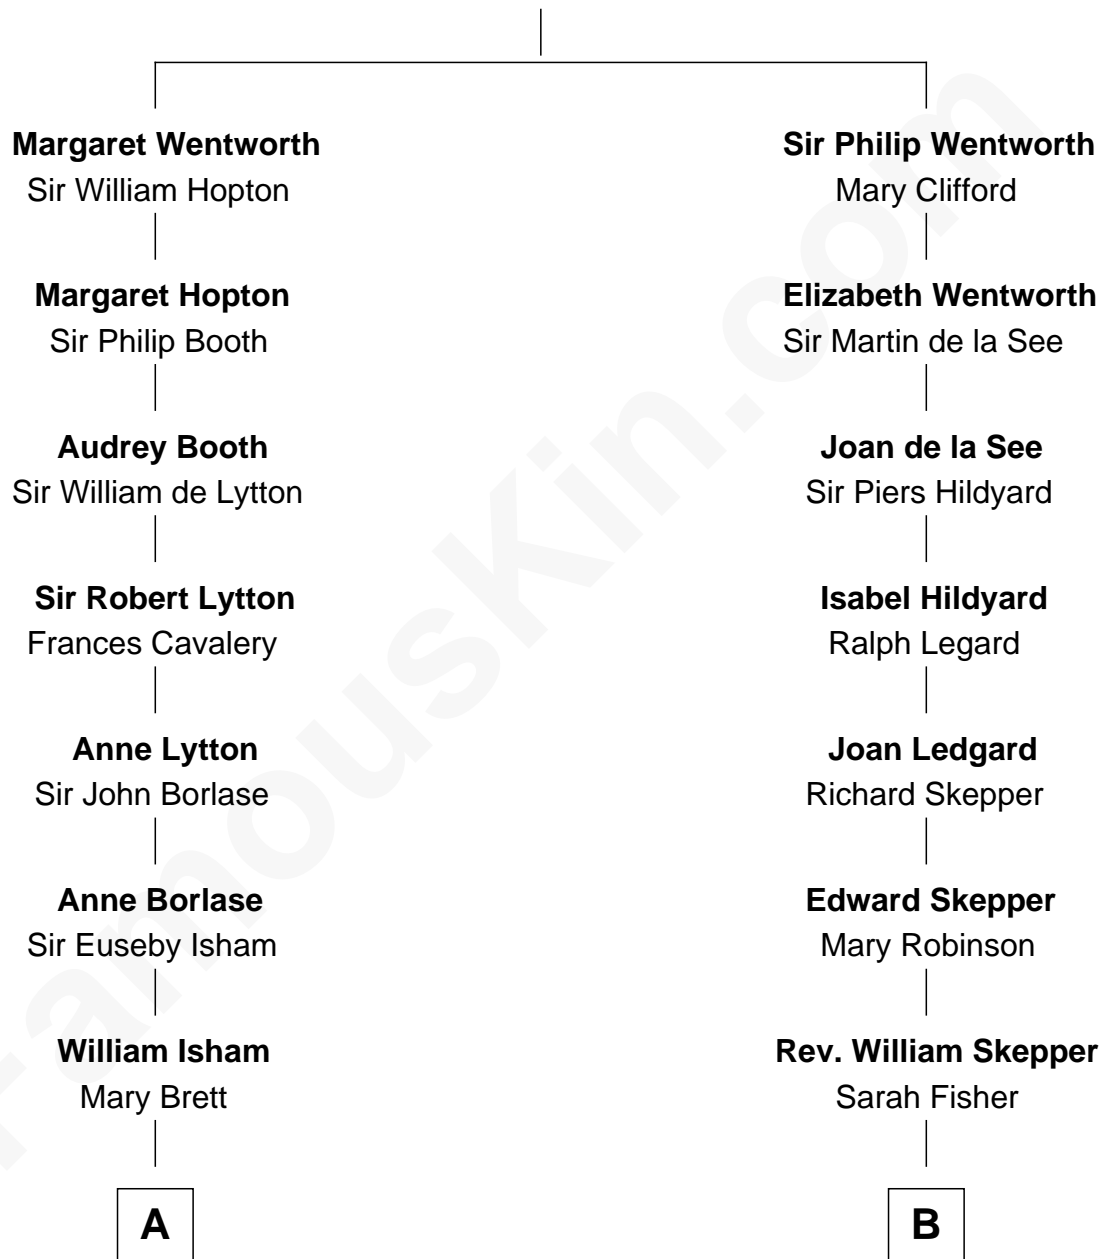 Margaret Wentworth
Sir William Hopton
Margaret Hopton
Sir Philip Booth
Audrey Booth
Sir William de Lytton
Sir Robert Lytton
Frances Cavalery
Anne Lytton
Sir John Borlase
Anne Borlase
Sir Euseby Isham
William Isham
Mary Brett
A
Sir Philip Wentworth
Mary Clifford
Elizabeth Wentworth
Sir Martin de la See
Joan de la See
Sir Piers Hildyard
Isabel Hildyard
Ralph Legard
Joan Ledgard
Richard Skepper
Edward Skepper
Mary Robinson
Rev. William Skepper
Sarah Fisher
B
FamousKin.com